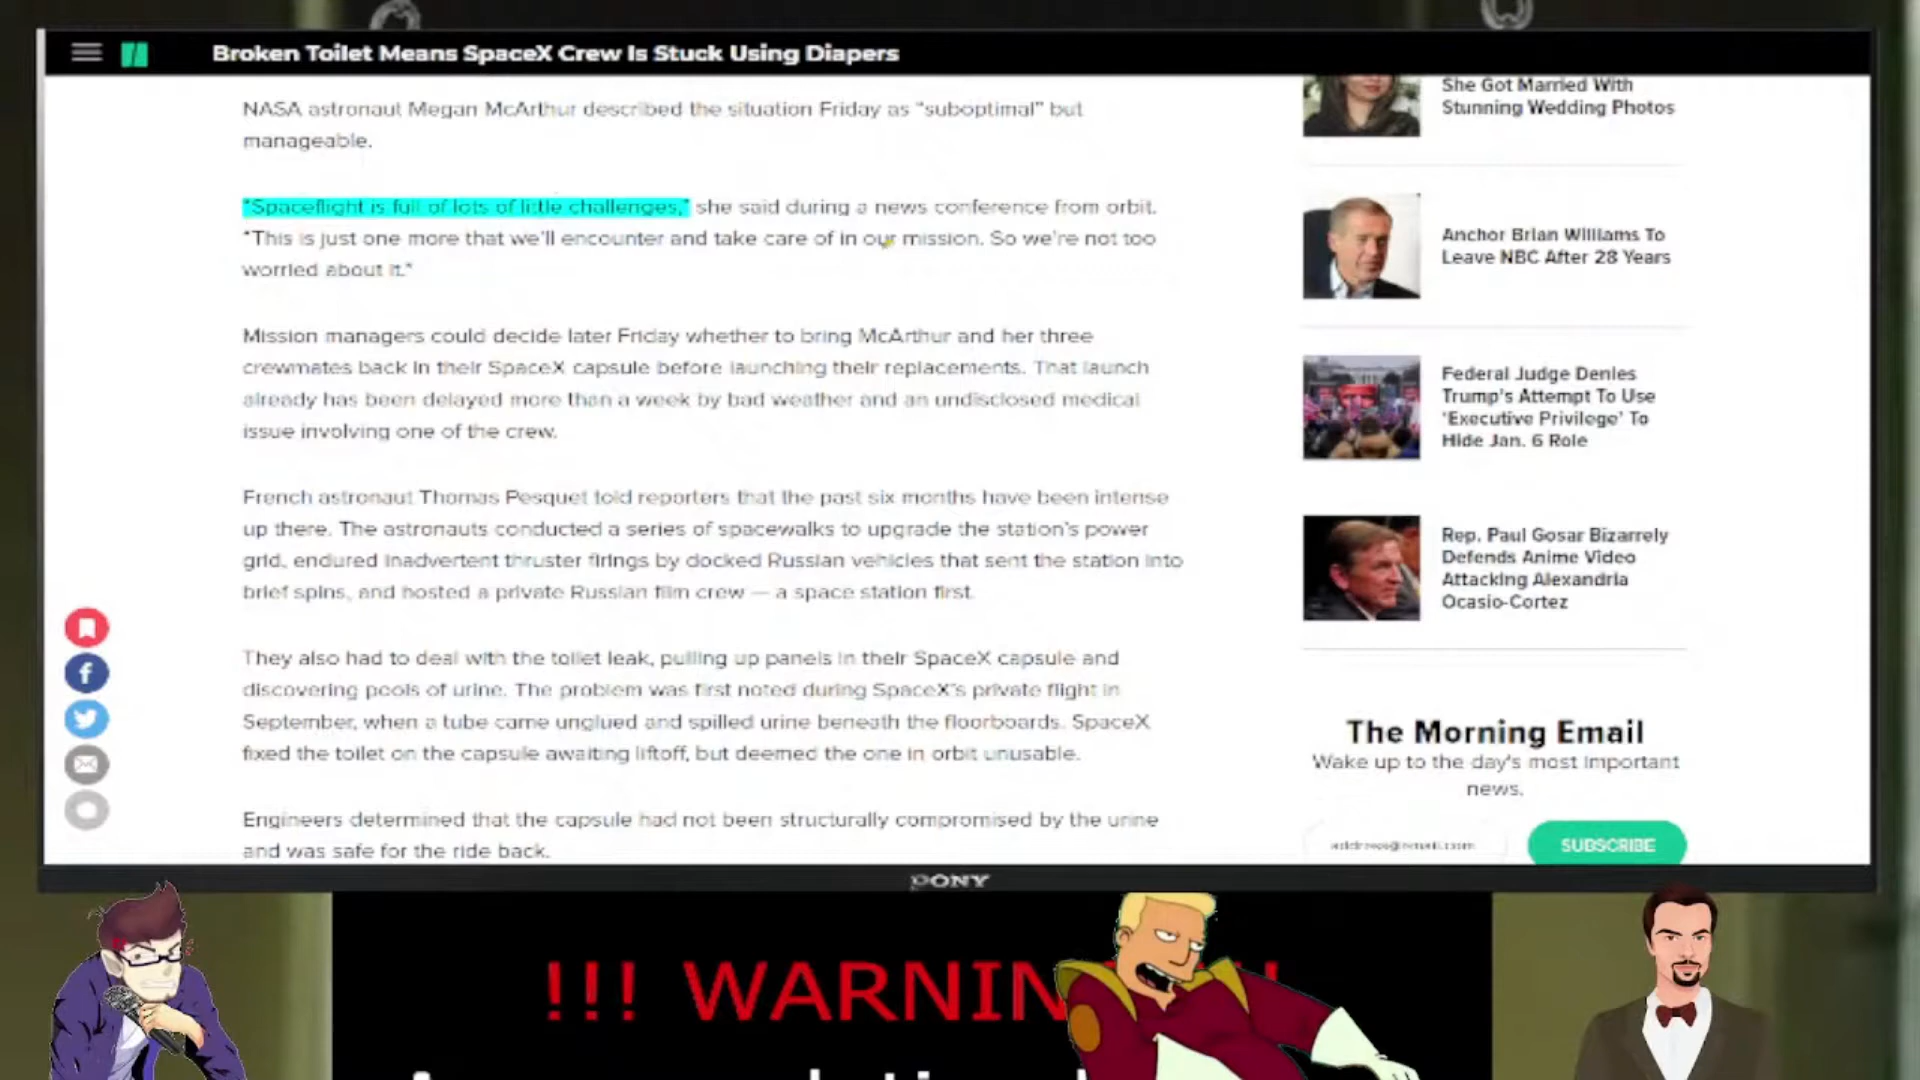 Broken Toilet Means SpaceX Crew Is Stuck Using Diapers
NASA astronaut Megan McArthur described the situation Friday as “suboptimal” but
manageable.
“Spaceflight is full of lots of little challenges,” she said during a news conference from orbit.
“This is just one more that we’ll encounter and take care of in our mission. So we’re not too
worried about it.”
Mission managers could decide later Friday whether to bring McArthur and her three
crewmates back in their SpaceX capsule before launching their replacements. That launch
already has been delayed more than a week by bad weather and an undisclosed medical
issue involving one of the crew.
French astronaut Thomas Pesquet told reporters that the past six months have been intense
up there. The astronauts conducted a series of spacewalks to upgrade the station’s power
grid, endured inadvertent thruster firings by docked Russian vehicles that sent the station into
brief spins, and hosted a private Russian film crew — a space station first.
They also had to deal with the toilet leak, pulling up panels in their SpaceX capsule and
discovering pools of urine. The problem was first noted during SpaceX’s private flight in
September, when a tube came unglued and spilled urine beneath the floorboards. SpaceX
fixed the toilet on the capsule awaiting liftoff, but deemed the one in orbit unusable.
Engineers determined that the capsule had not been structurally compromised by the urine
and was safe for the ride back.
She Got Married With
Stunning Wedding Photos
Anchor Brian Williams To
Leave NBC After 28 Years
Federal Judge Denies
Trump’s Attempt To Use
‘Executive Privilege’ To
Hide Jan. 6 Role
Rep. Paul Gosar Bizarrely
Defends Anime Video
Attacking Alexandria
Ocasio-Cortez
The Morning Email
Wake up to the day’s most important
news.
address@email.com
SUBSCRIBE
PONY
!!! WARNIN